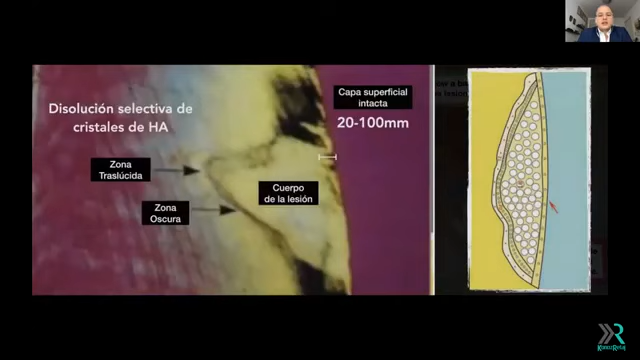 Disolución selectiva de
cristales de HA
Capa superficial
intacta
20-100mm
Zona
Traslúcida
Cuerpo
de la lesión
Zona
Oscura
KonkuRota